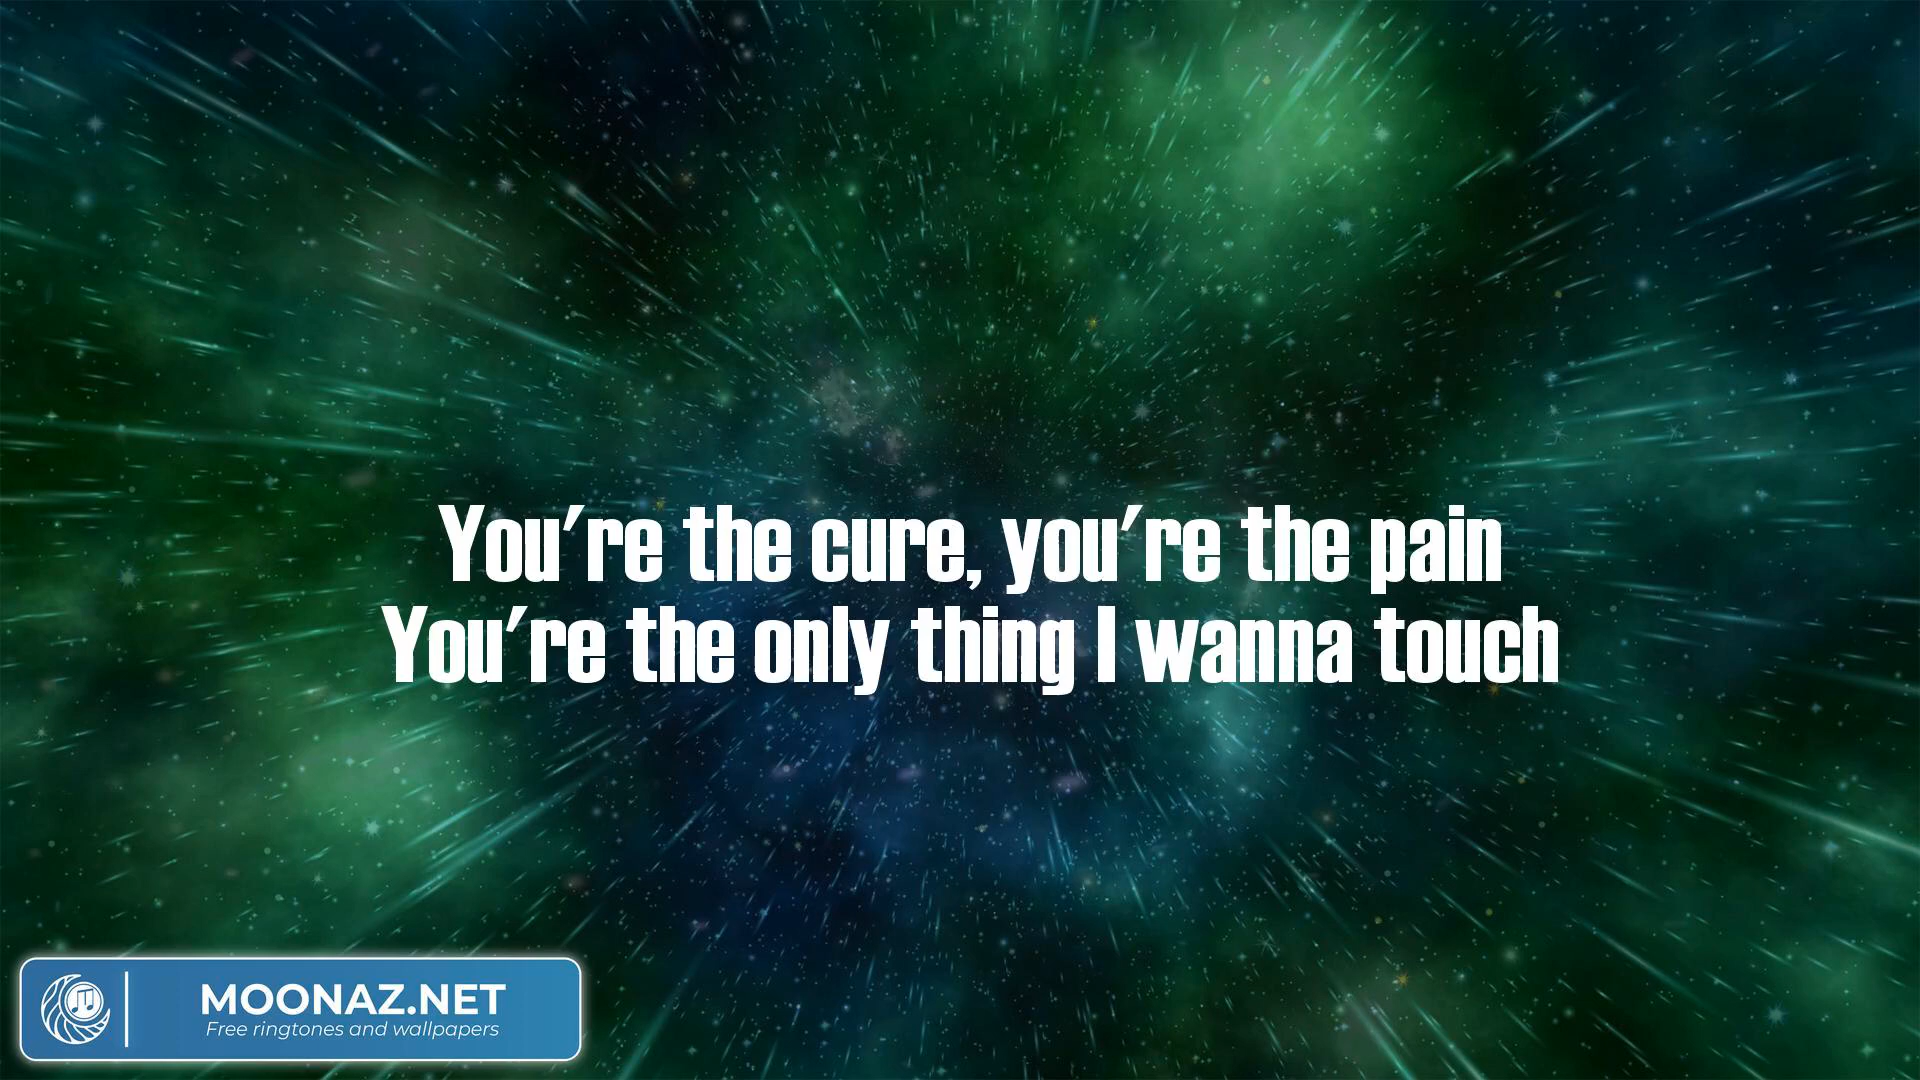 You're the cure, you're the pain
You're the only thing I wanna touch
MOONAZ.NET
Free ringtones and wallpapers